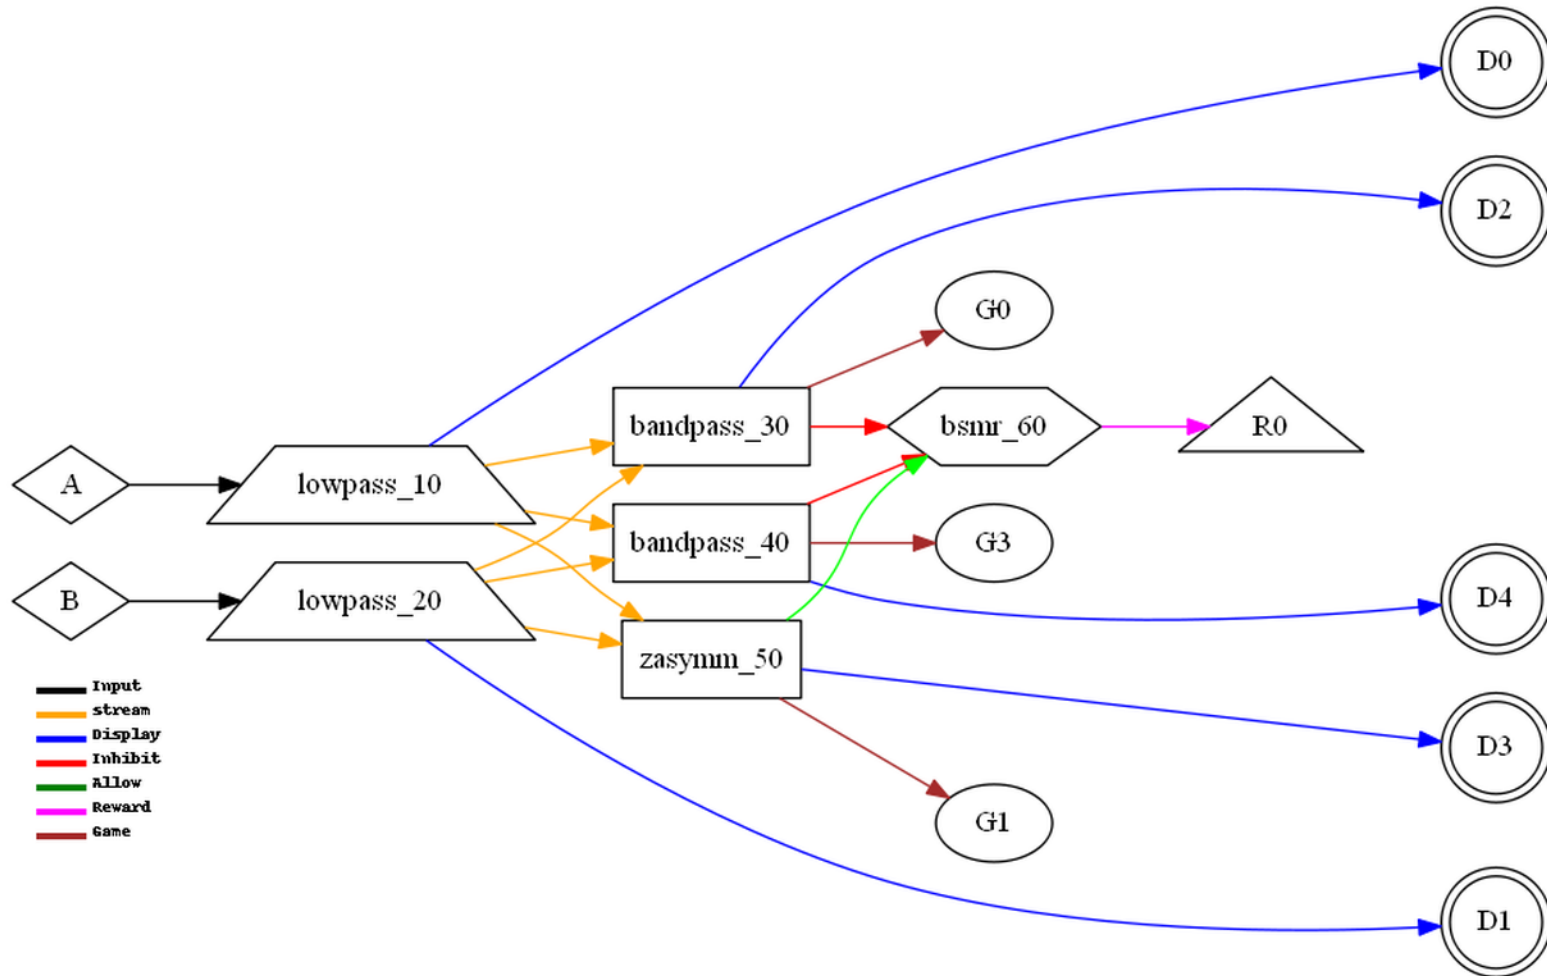 D0
D2
G0
bandpass_30
bsmr_60
R0
A
lowpass_10
bandpass_40
G3
B
lowpass_20
D4
zasymm_50
Input
stream
Display
Inhibit
Allow
Reward
Game
D3
G1
D1